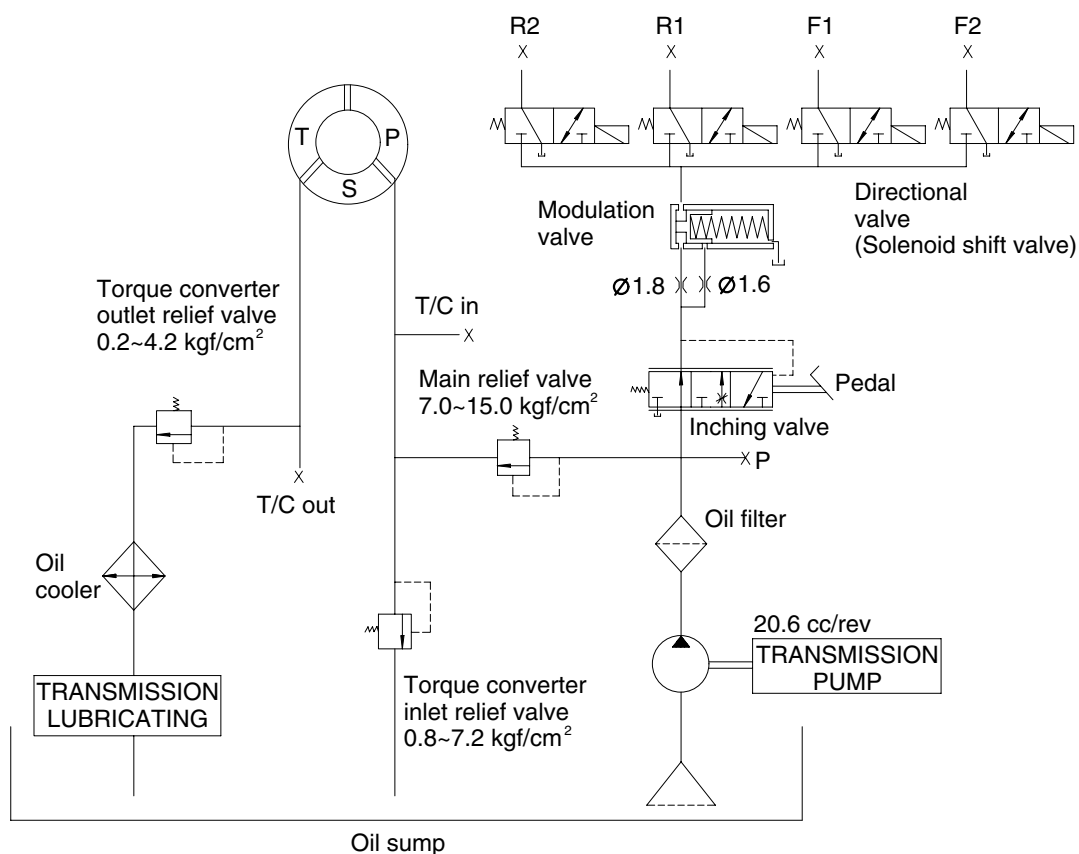 R2
R1
F1
F2
T
P
S
Modulation
valve
Directional
valve
(Solenoid shift valve)
Ø1.8
Ø1.6
Torque converter
outlet relief valve
0.2~4.2 kgf/cm²
T/C in
Main relief valve
7.0~15.0 kgf/cm²
Pedal
Inching valve
P
T/C out
Oil filter
Oil
cooler
20.6 cc/rev
TRANSMISSION
PUMP
TRANSMISSION
LUBRICATING
Torque converter
inlet relief valve
0.8~7.2 kgf/cm²
Oil sump